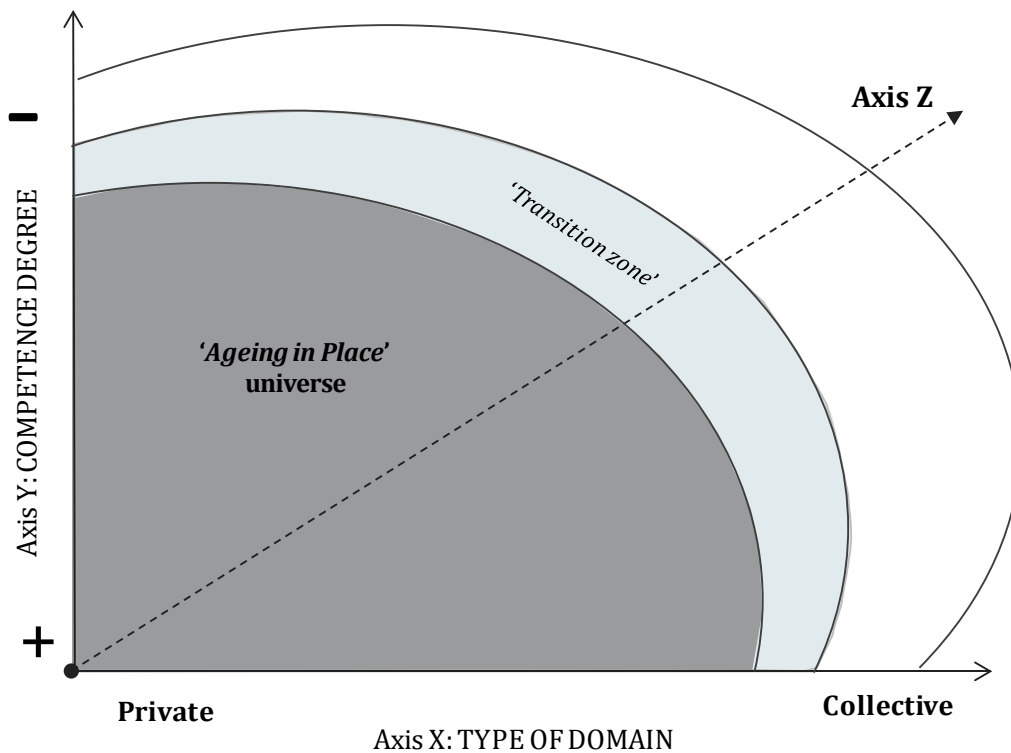 Axis Z
−
Axis Y: COMPETENCE DEGREE
'Transition zone'
'Ageing in Place'
universe
+
Private
Collective
Axis X: TYPE OF DOMAIN